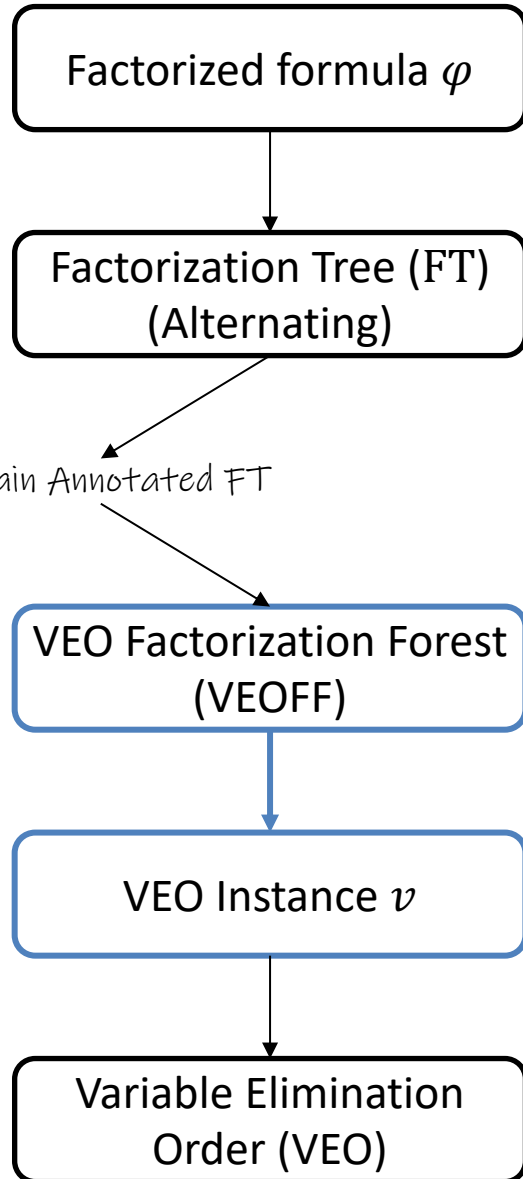 Factorized formula φ
Factorization Tree (FT)
(Alternating)
Annotated FT
VEO Factorization Forest
(VEOFF)
VEO Instance v
Variable Elimination
Order (VEO)